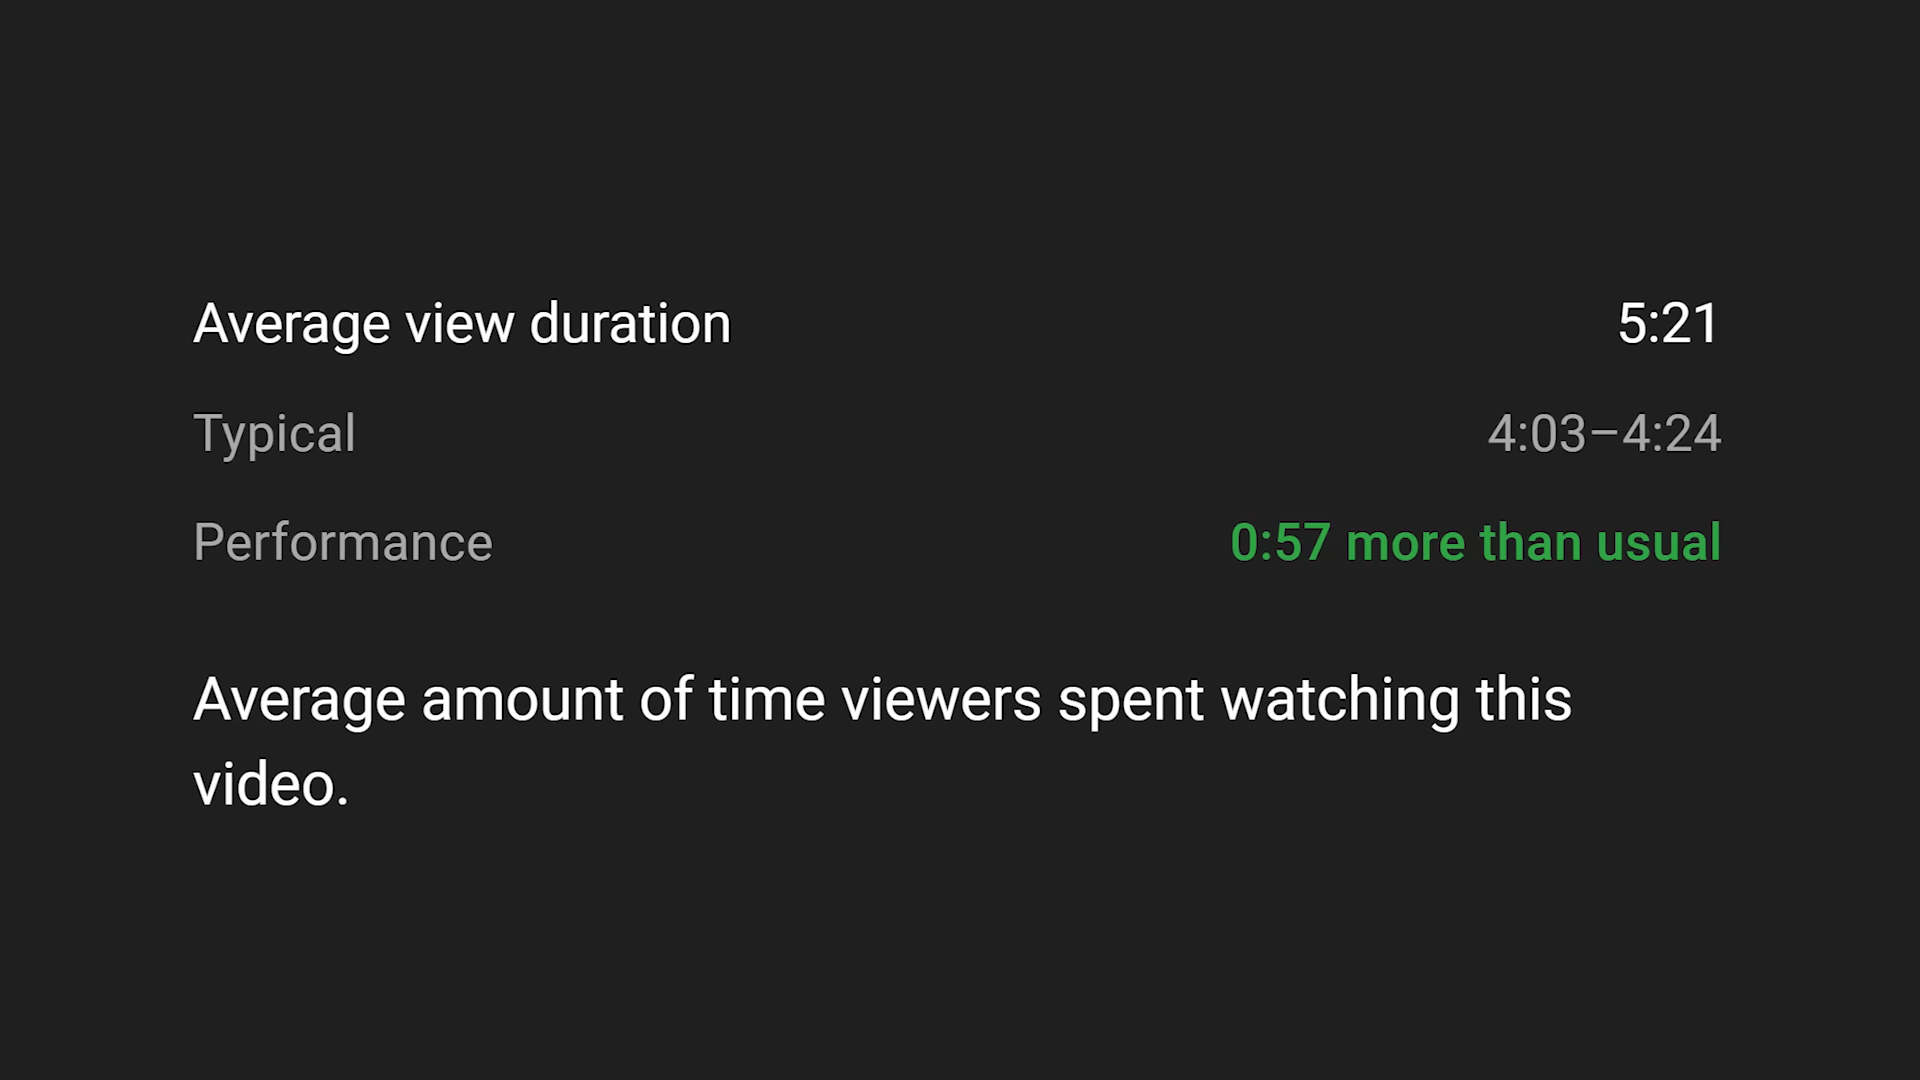 Average view duration 5:21
Typical 4:03–4:24
Performance 0:57 more than usual
Average amount of time viewers spent watching this
video.